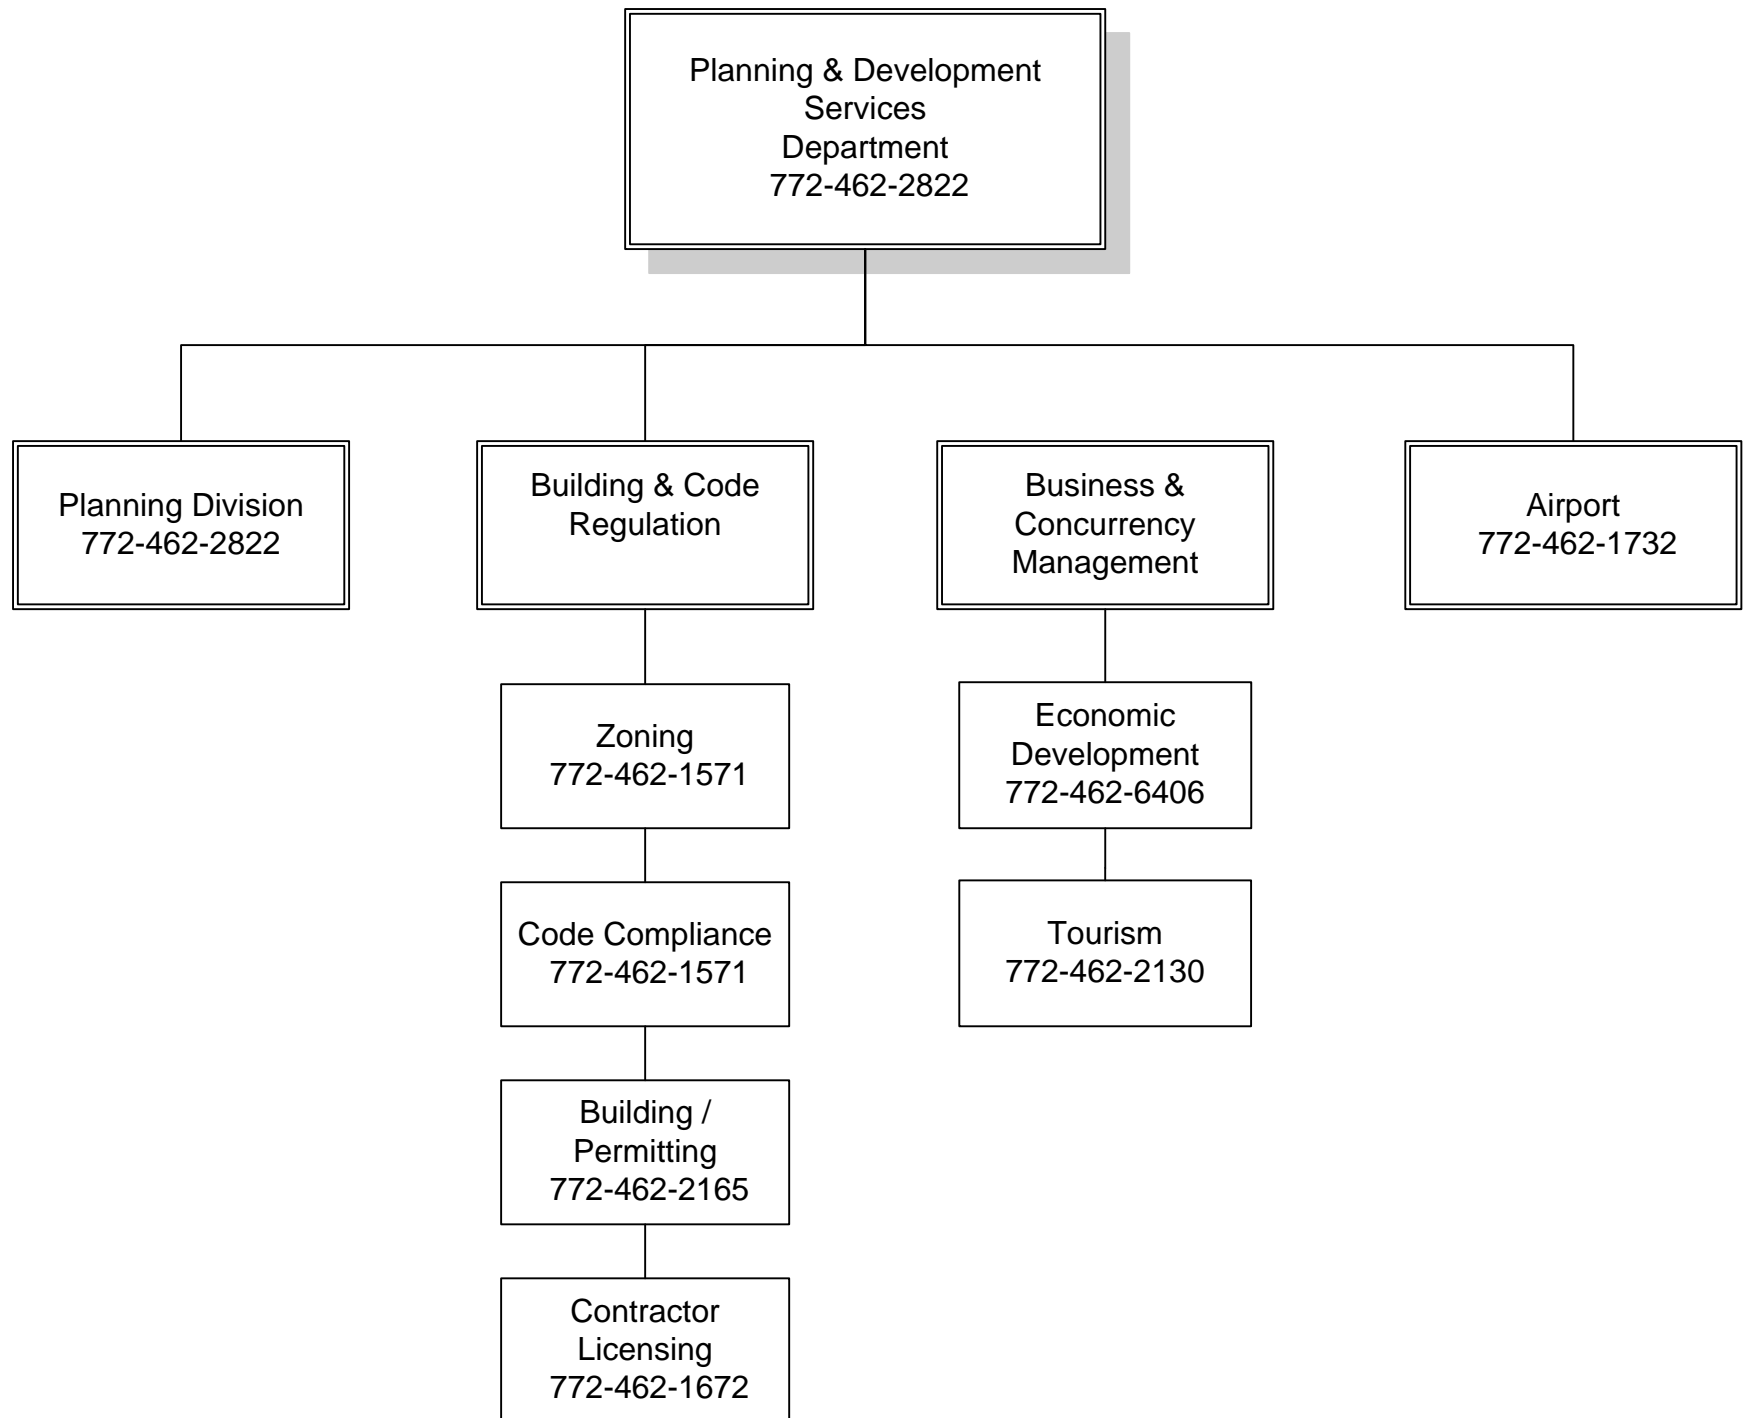 Planning & Development
Services
Department
772-462-2822
Planning Division
772-462-2822
Building & Code
Regulation
Business &
Concurrency
Management
Airport
772-462-1732
Zoning
772-462-1571
Economic
Development
772-462-6406
Code Compliance
772-462-1571
Tourism
772-462-2130
Building /
Permitting
772-462-2165
Contractor
Licensing
772-462-1672